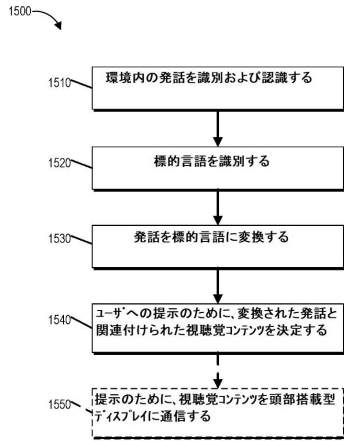 1500
1510
環境内の発話を識別および認識する
1520
標的言語を識別する
1530
発話を標的言語に変換する
1540
ユーザへの提示のために、変換された発話と
関連付けられた視聴覚コンテンツを決定する
1550
提示のために、視聴覚コンテンツを頭部搭載型
ディスプレイに通信する